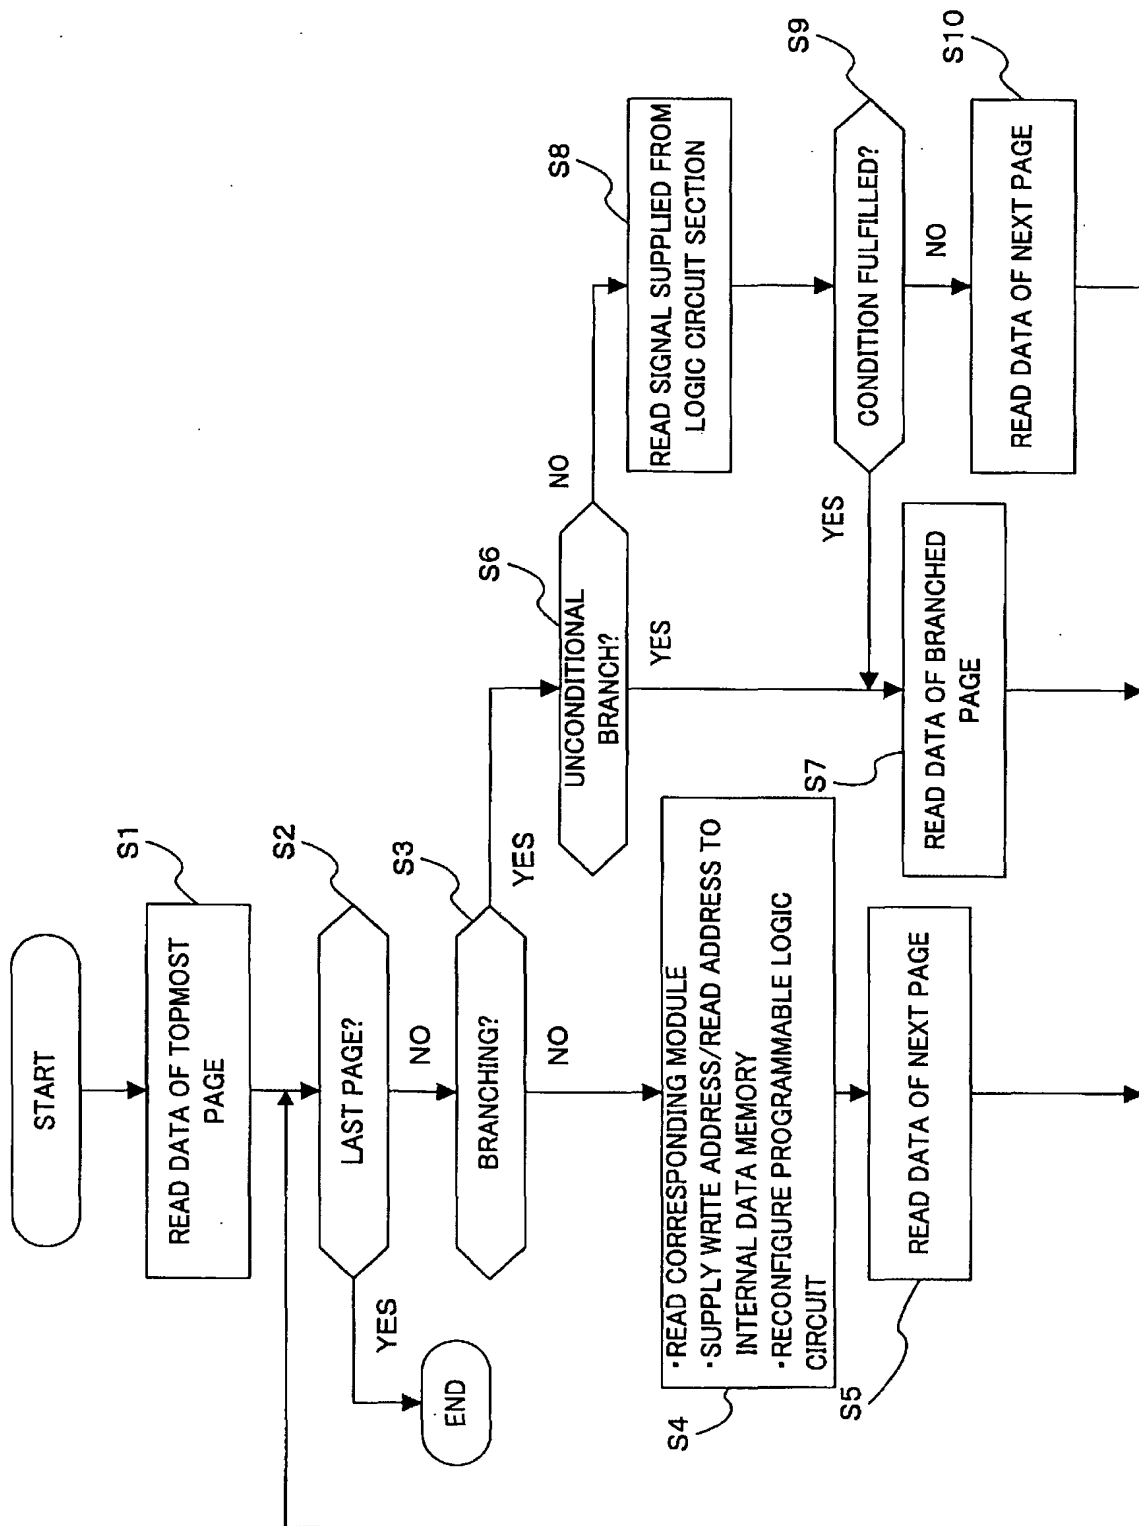 START
S1
READ DATA OF TOPMOST
PAGE
S2
LAST PAGE?
YES
END
NO
S3
BRANCHING?
YES
NO
S4
·READ CORRESPONDING MODULE
·SUPPLY WRITE ADDRESS/READ ADDRESS TO
INTERNAL DATA MEMORY
·RECONFIGURE PROGRAMMABLE LOGIC
CIRCUIT
S5
READ DATA OF NEXT PAGE
S6
UNCONDITIONAL
BRANCH?
NO
YES
S7
READ DATA OF BRANCHED
PAGE
S8
READ SIGNAL SUPPLIED FROM
LOGIC CIRCUIT SECTION
S9
CONDITION FULFILLED?
YES
NO
S10
READ DATA OF NEXT PAGE